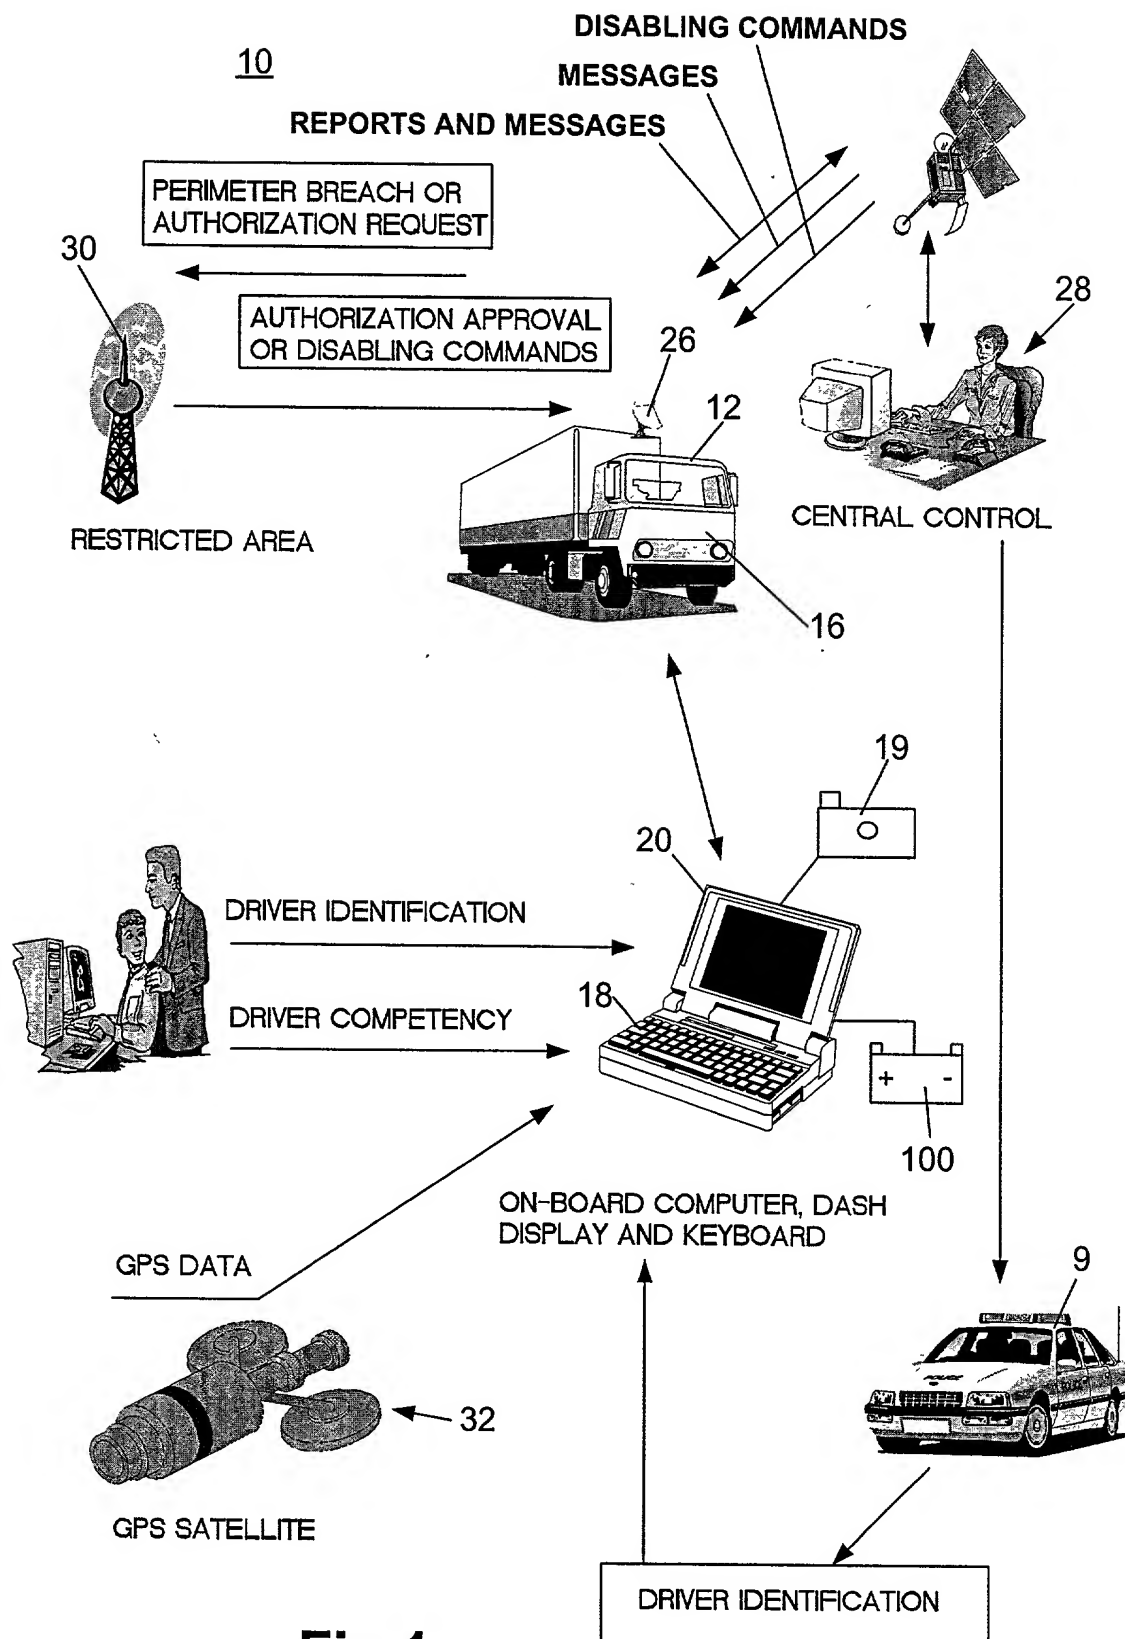 DISABLING COMMANDS
10
MESSAGES
REPORTS AND MESSAGES
PERIMETER BREACH OR
AUTHORIZATION REQUEST
30
AUTHORIZATION APPROVAL
OR DISABLING COMMANDS
28
26
12
CENTRAL CONTROL
RESTRICTED AREA
16
19
20
DRIVER IDENTIFICATION
18
DRIVER COMPETENCY
+ -
100
ON-BOARD COMPUTER, DASH
DISPLAY AND KEYBOARD
GPS DATA
9
POLICE
32
GPS SATELLITE
DRIVER IDENTIFICATION